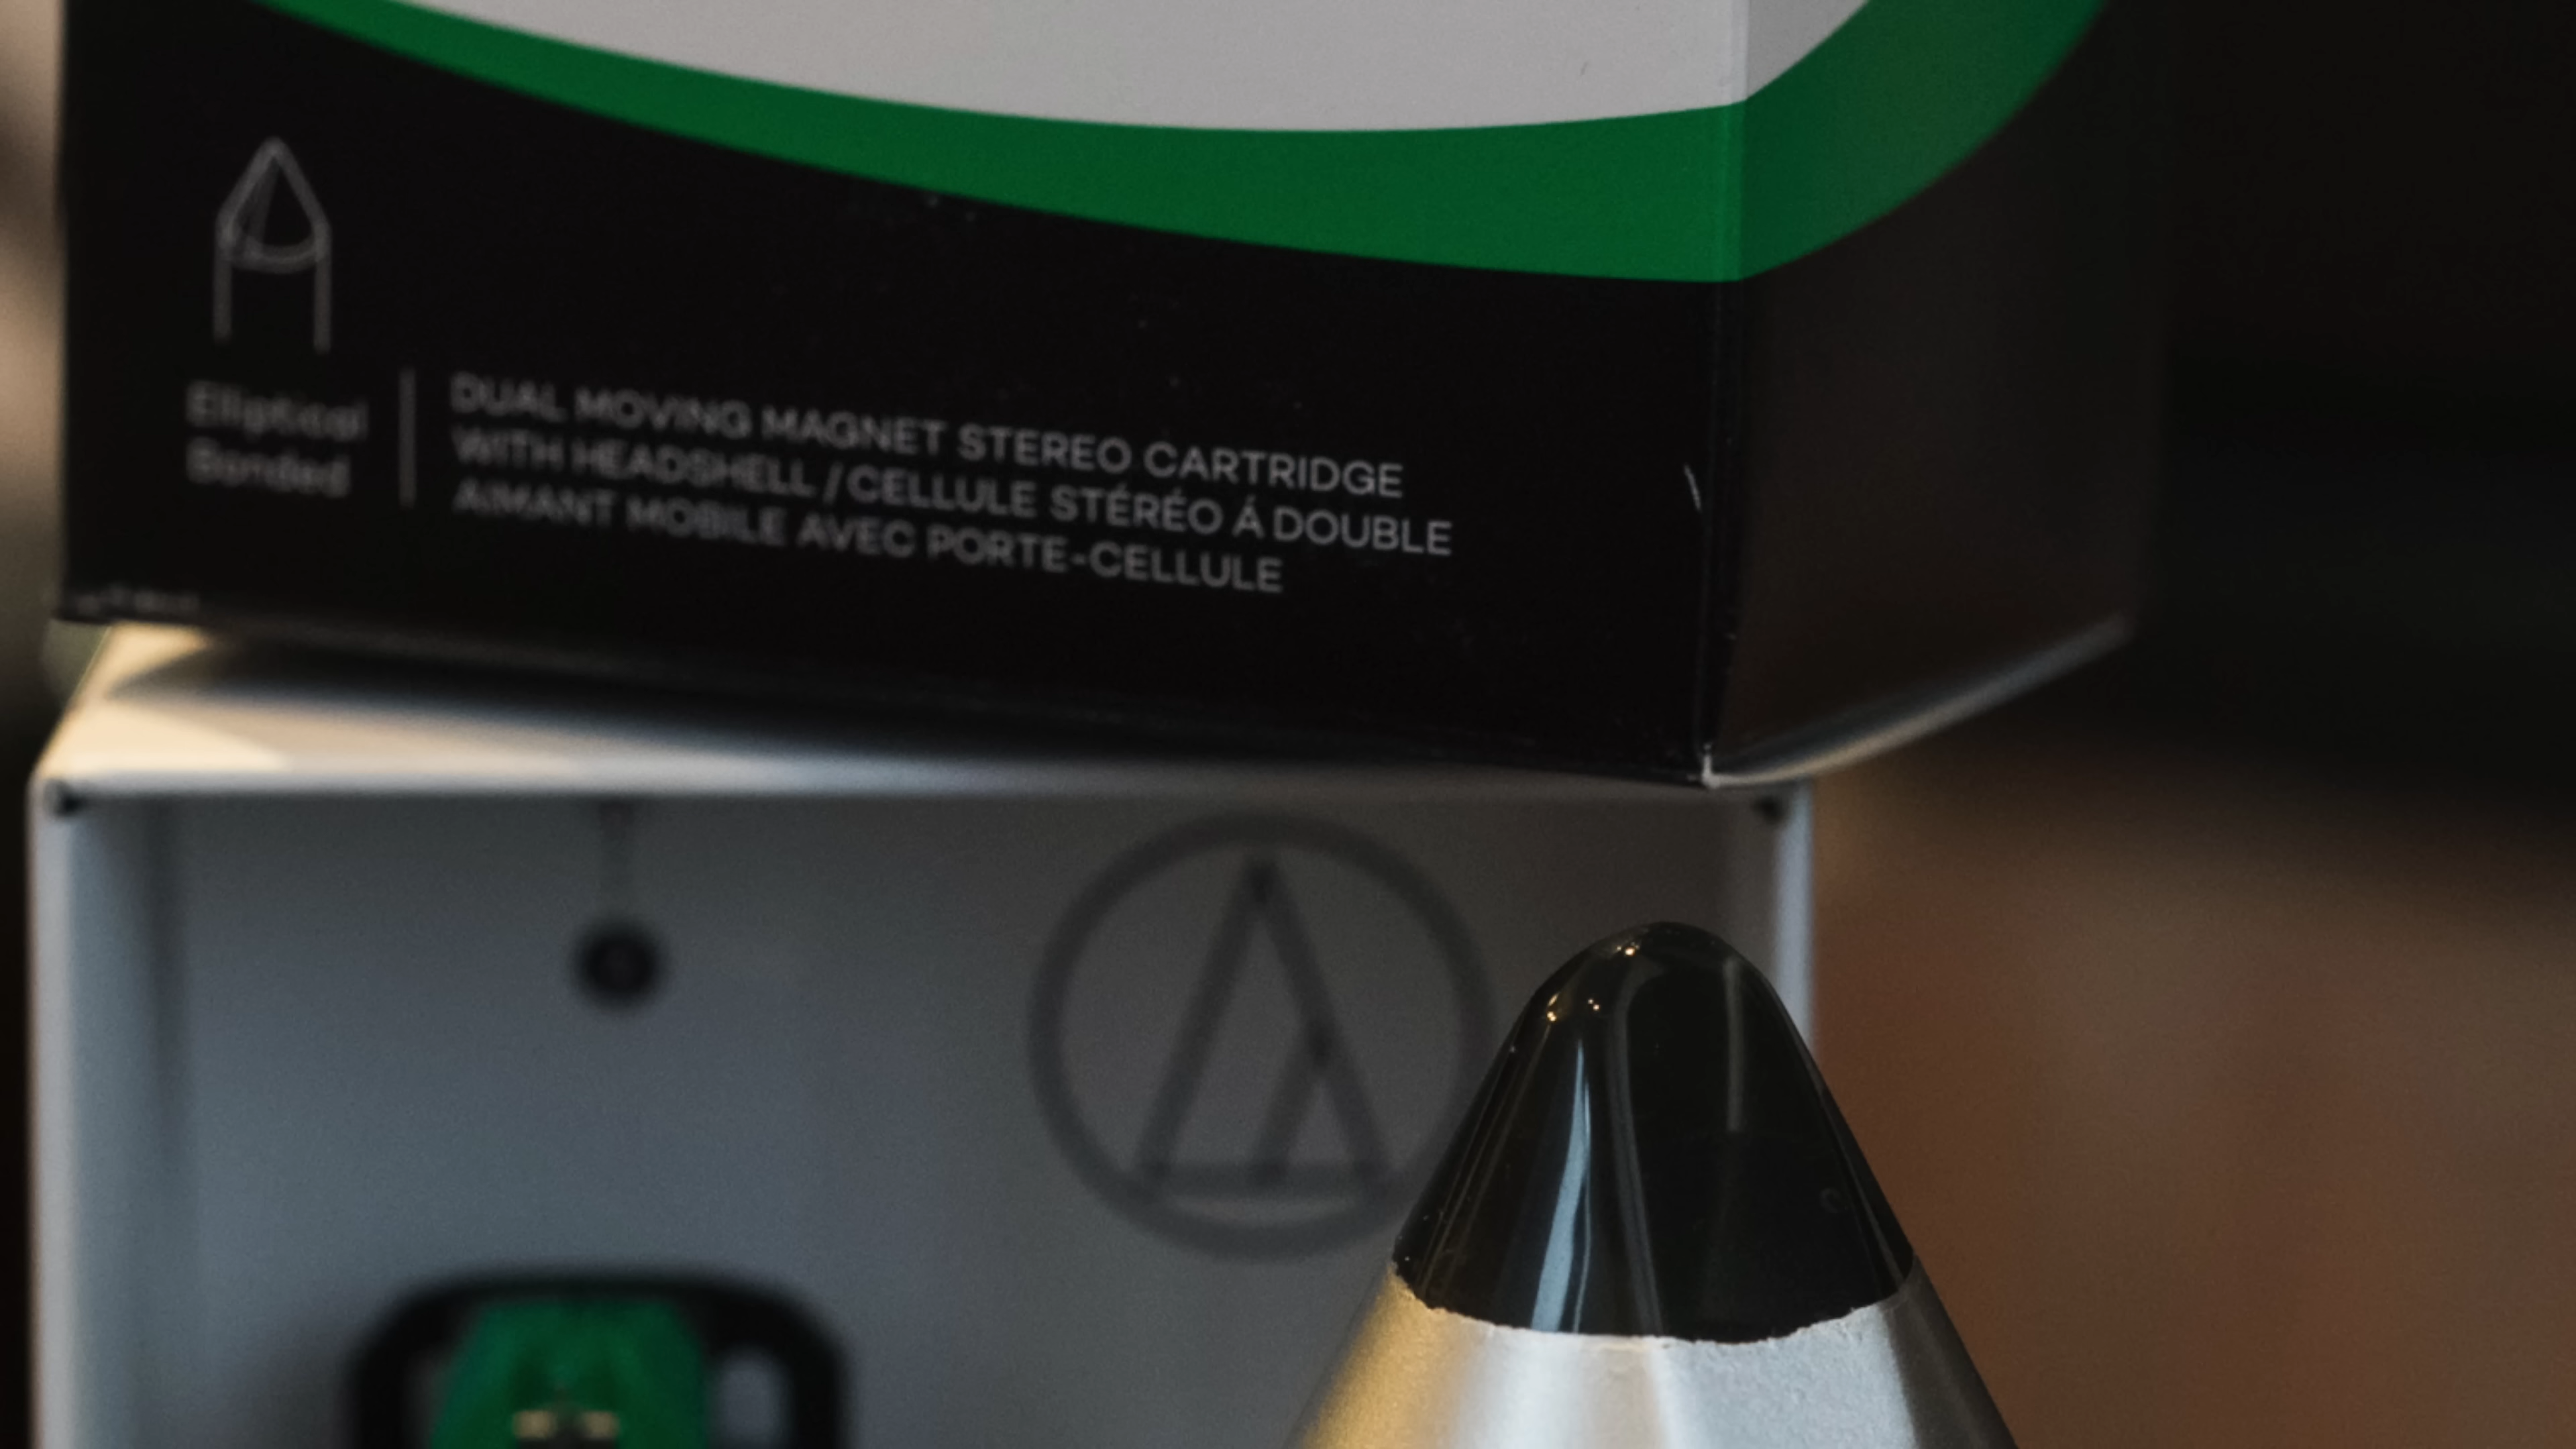 Elliptical
Bonded
DUAL MOVING MAGNET STEREO CARTRIDGE
WITH HEADSHELL / CELLULE STÉRÉO Á DOUBLE
AIMANT MOBILE AVEC PORTE-CELLULE